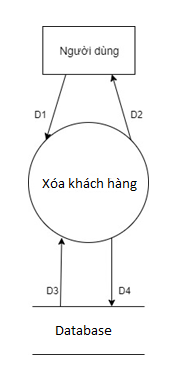 Người dùng
D1
D2
Xóa khách hàng
D3
D4
Database